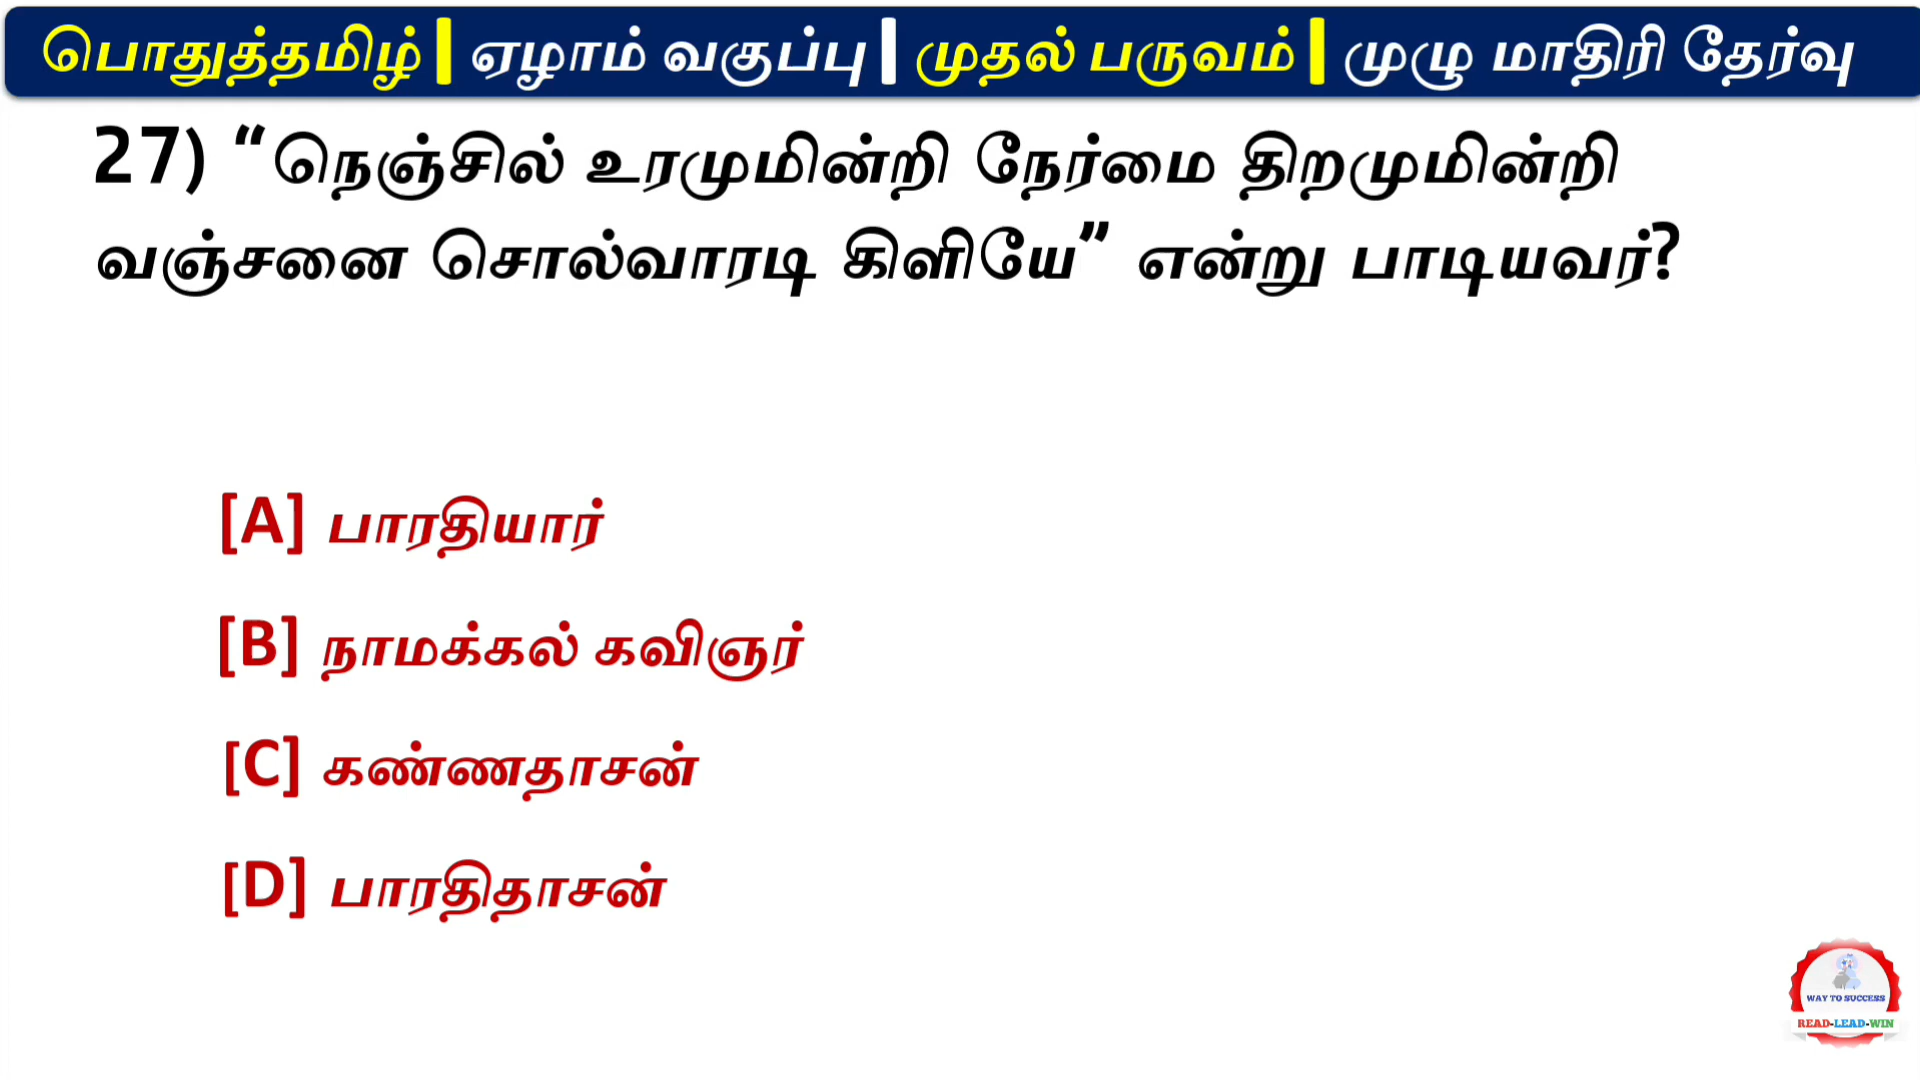 பொதுத்தமிழ் | ஏழாம் வகுப்பு | முதல் பருவம் | முழு மாதிரி தேர்வு
27) “நெஞ்சில் உரமுமின்றி நேர்மை திறமுமின்றி
வஞ்சனை சொல்வாரடி கிளியே” என்று பாடியவர்?
[A] பாரதியார்
[B] நாமக்கல் கவிஞர்
[C] கண்ணதாசன்
[D] பாரதிதாசன்
WAY TO SUCCESS
READ-LEAD-WIN